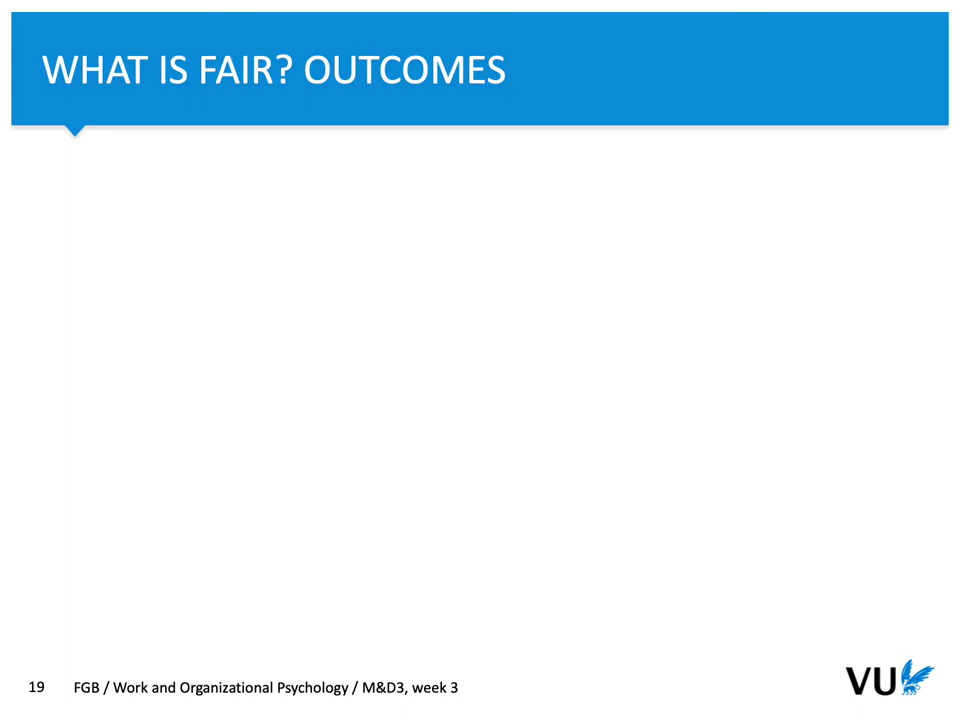 WHAT IS FAIR? OUTCOMES
19 FGB / Work and Organizational Psychology / M&D3, week 3
VU